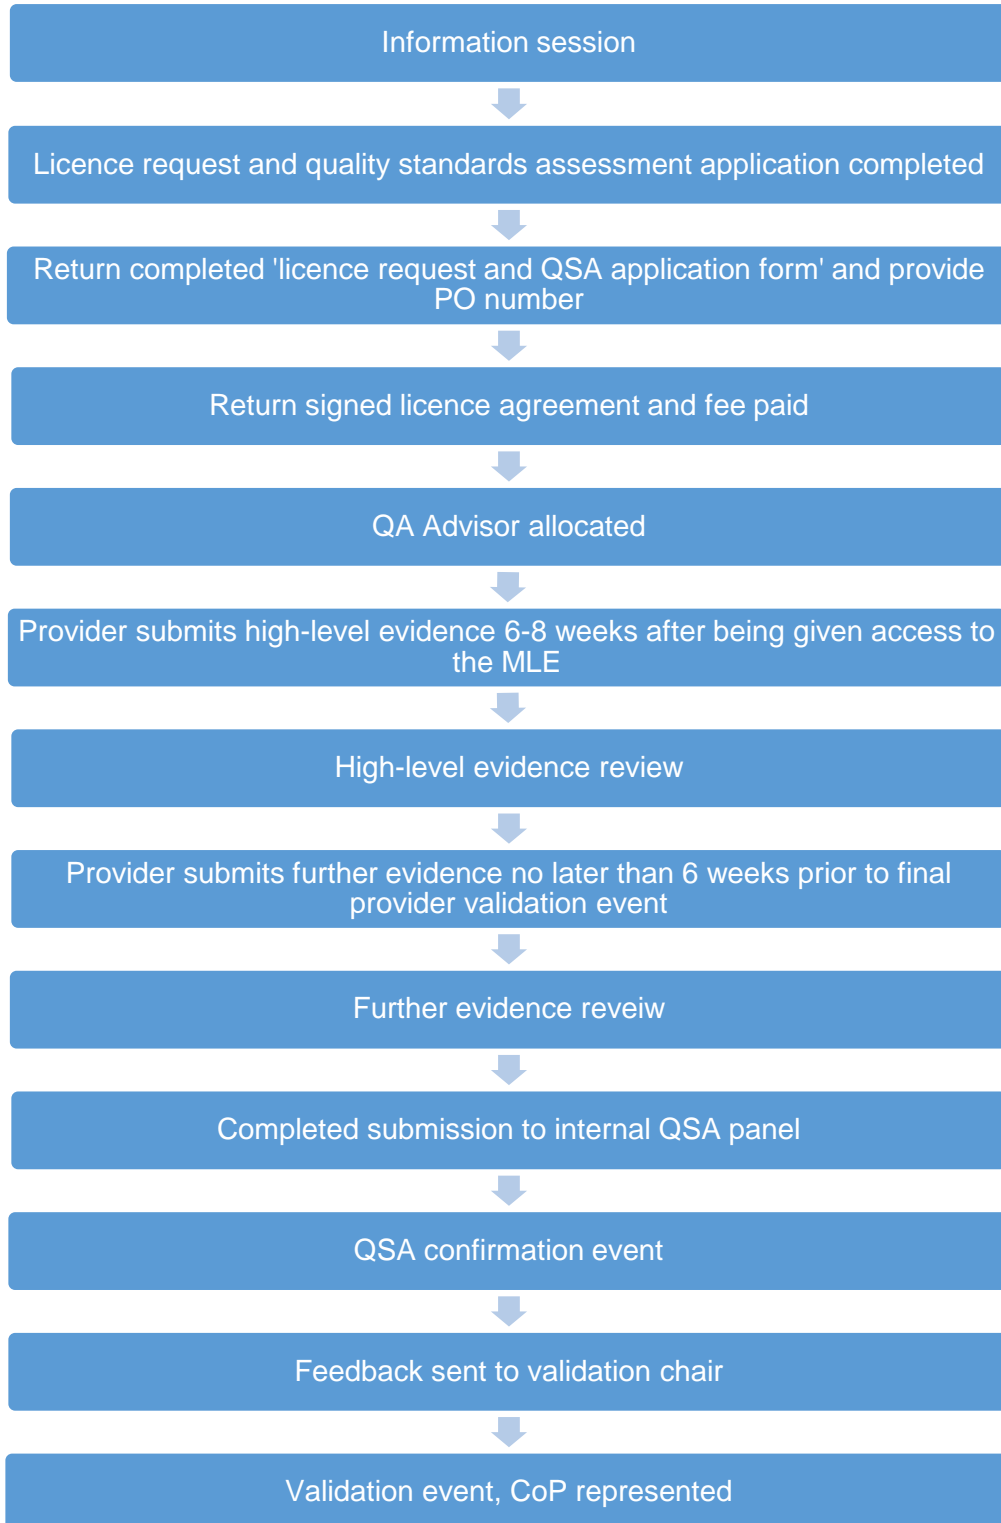 Information session
Licence request and quality standards assessment application completed
Return completed 'licence request and QSA application form' and provide
PO number
Return signed licence agreement and fee paid
QA Advisor allocated
Provider submits high-level evidence 6-8 weeks after being given access to
the MLE
High-level evidence review
Provider submits further evidence no later than 6 weeks prior to final
provider validation event
Further evidence reveiw
Completed submission to internal QSA panel
QSA confirmation event
Feedback sent to validation chair
Validation event, CoP represented